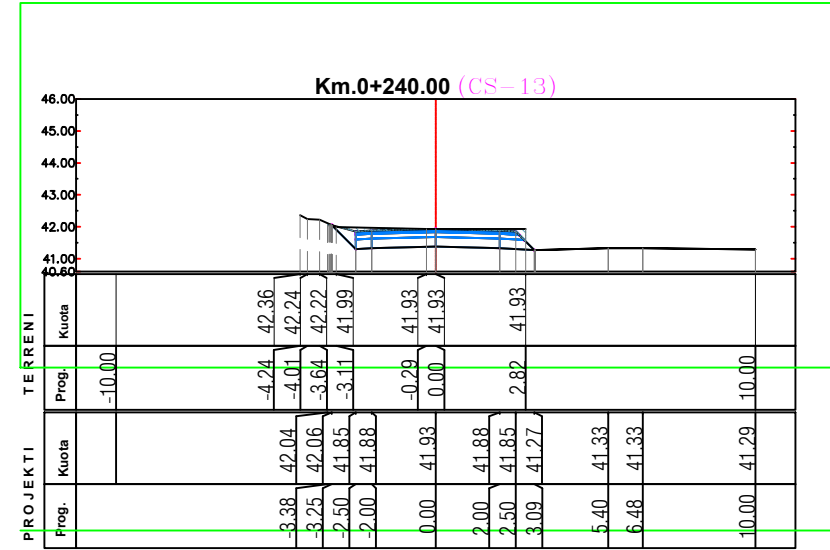 Km.0+240.00 (CS-13)
46.00
45.00
44.00
43.00
42.00
41.00
40.60
TERRENI
Kuota
42.36 42.24 42.22 41.99 41.93 41.93 41.93
Prog.
-10.00 -4.24 -4.01 -3.64 -3.11 -0.29 0.00 2.82 10.00
PROJEKTI
Kuota
42.04 42.06 41.85 41.88 41.93 41.88 41.85 41.27 41.33 41.33 41.29
Prog.
-3.38 -3.25 -2.50 -2.00 0.00 2.00 2.50 3.09 5.40 6.48 10.00